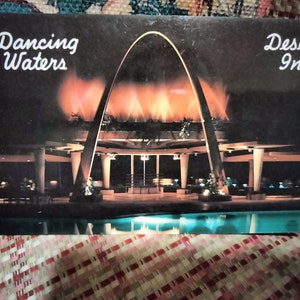 Dancing
Waters
Des
In